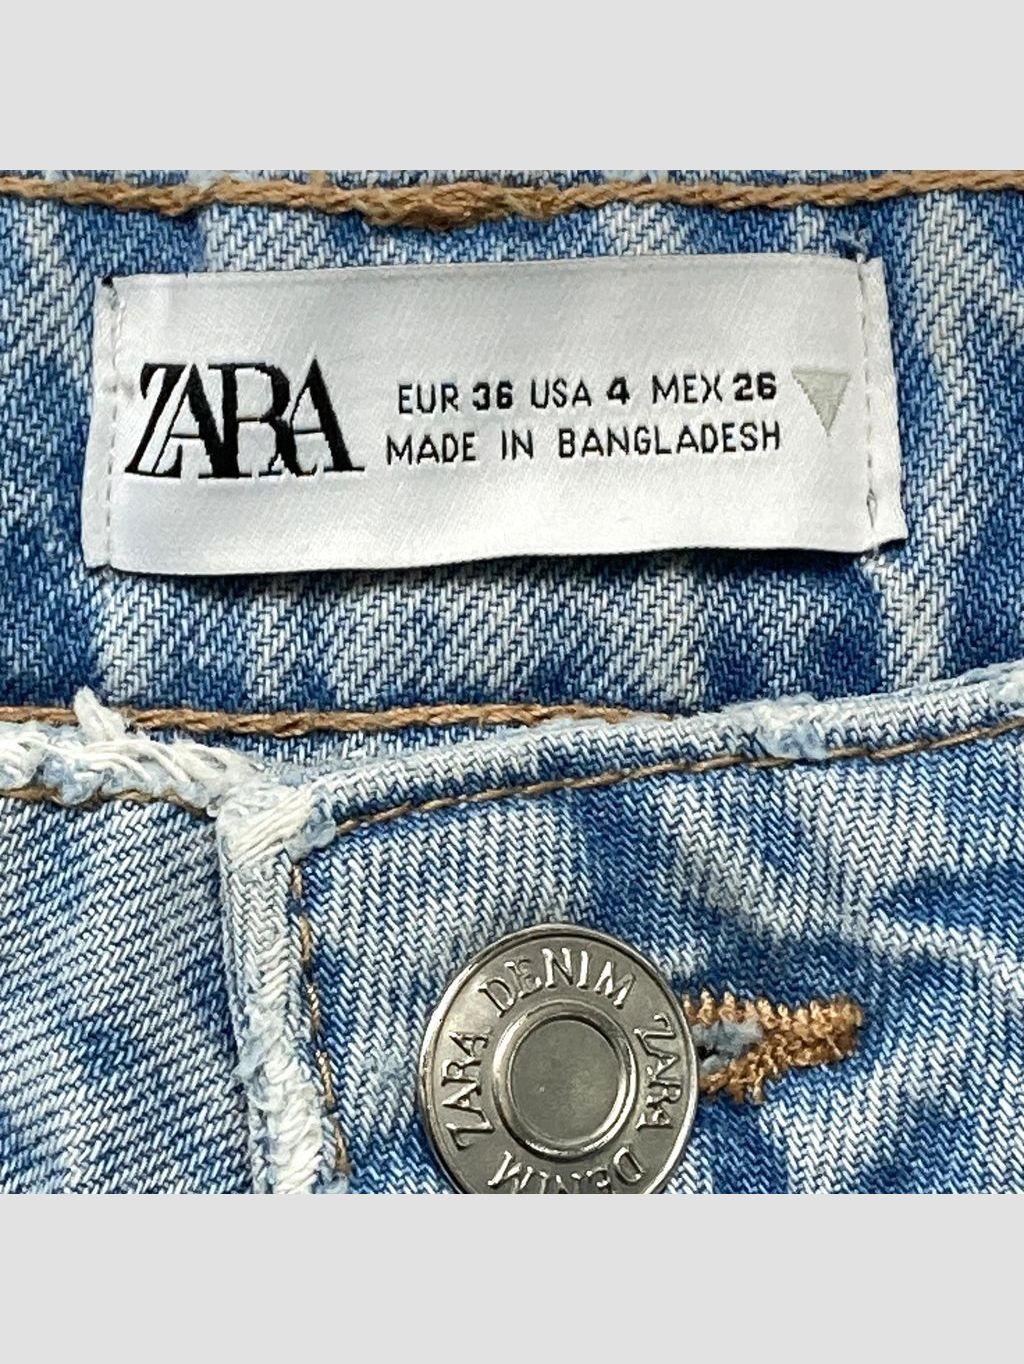 ZARA
EUR 36 USA 4 MEX 26
MADE IN BANGLADESH
ZARA DENIM ZARA DENIM